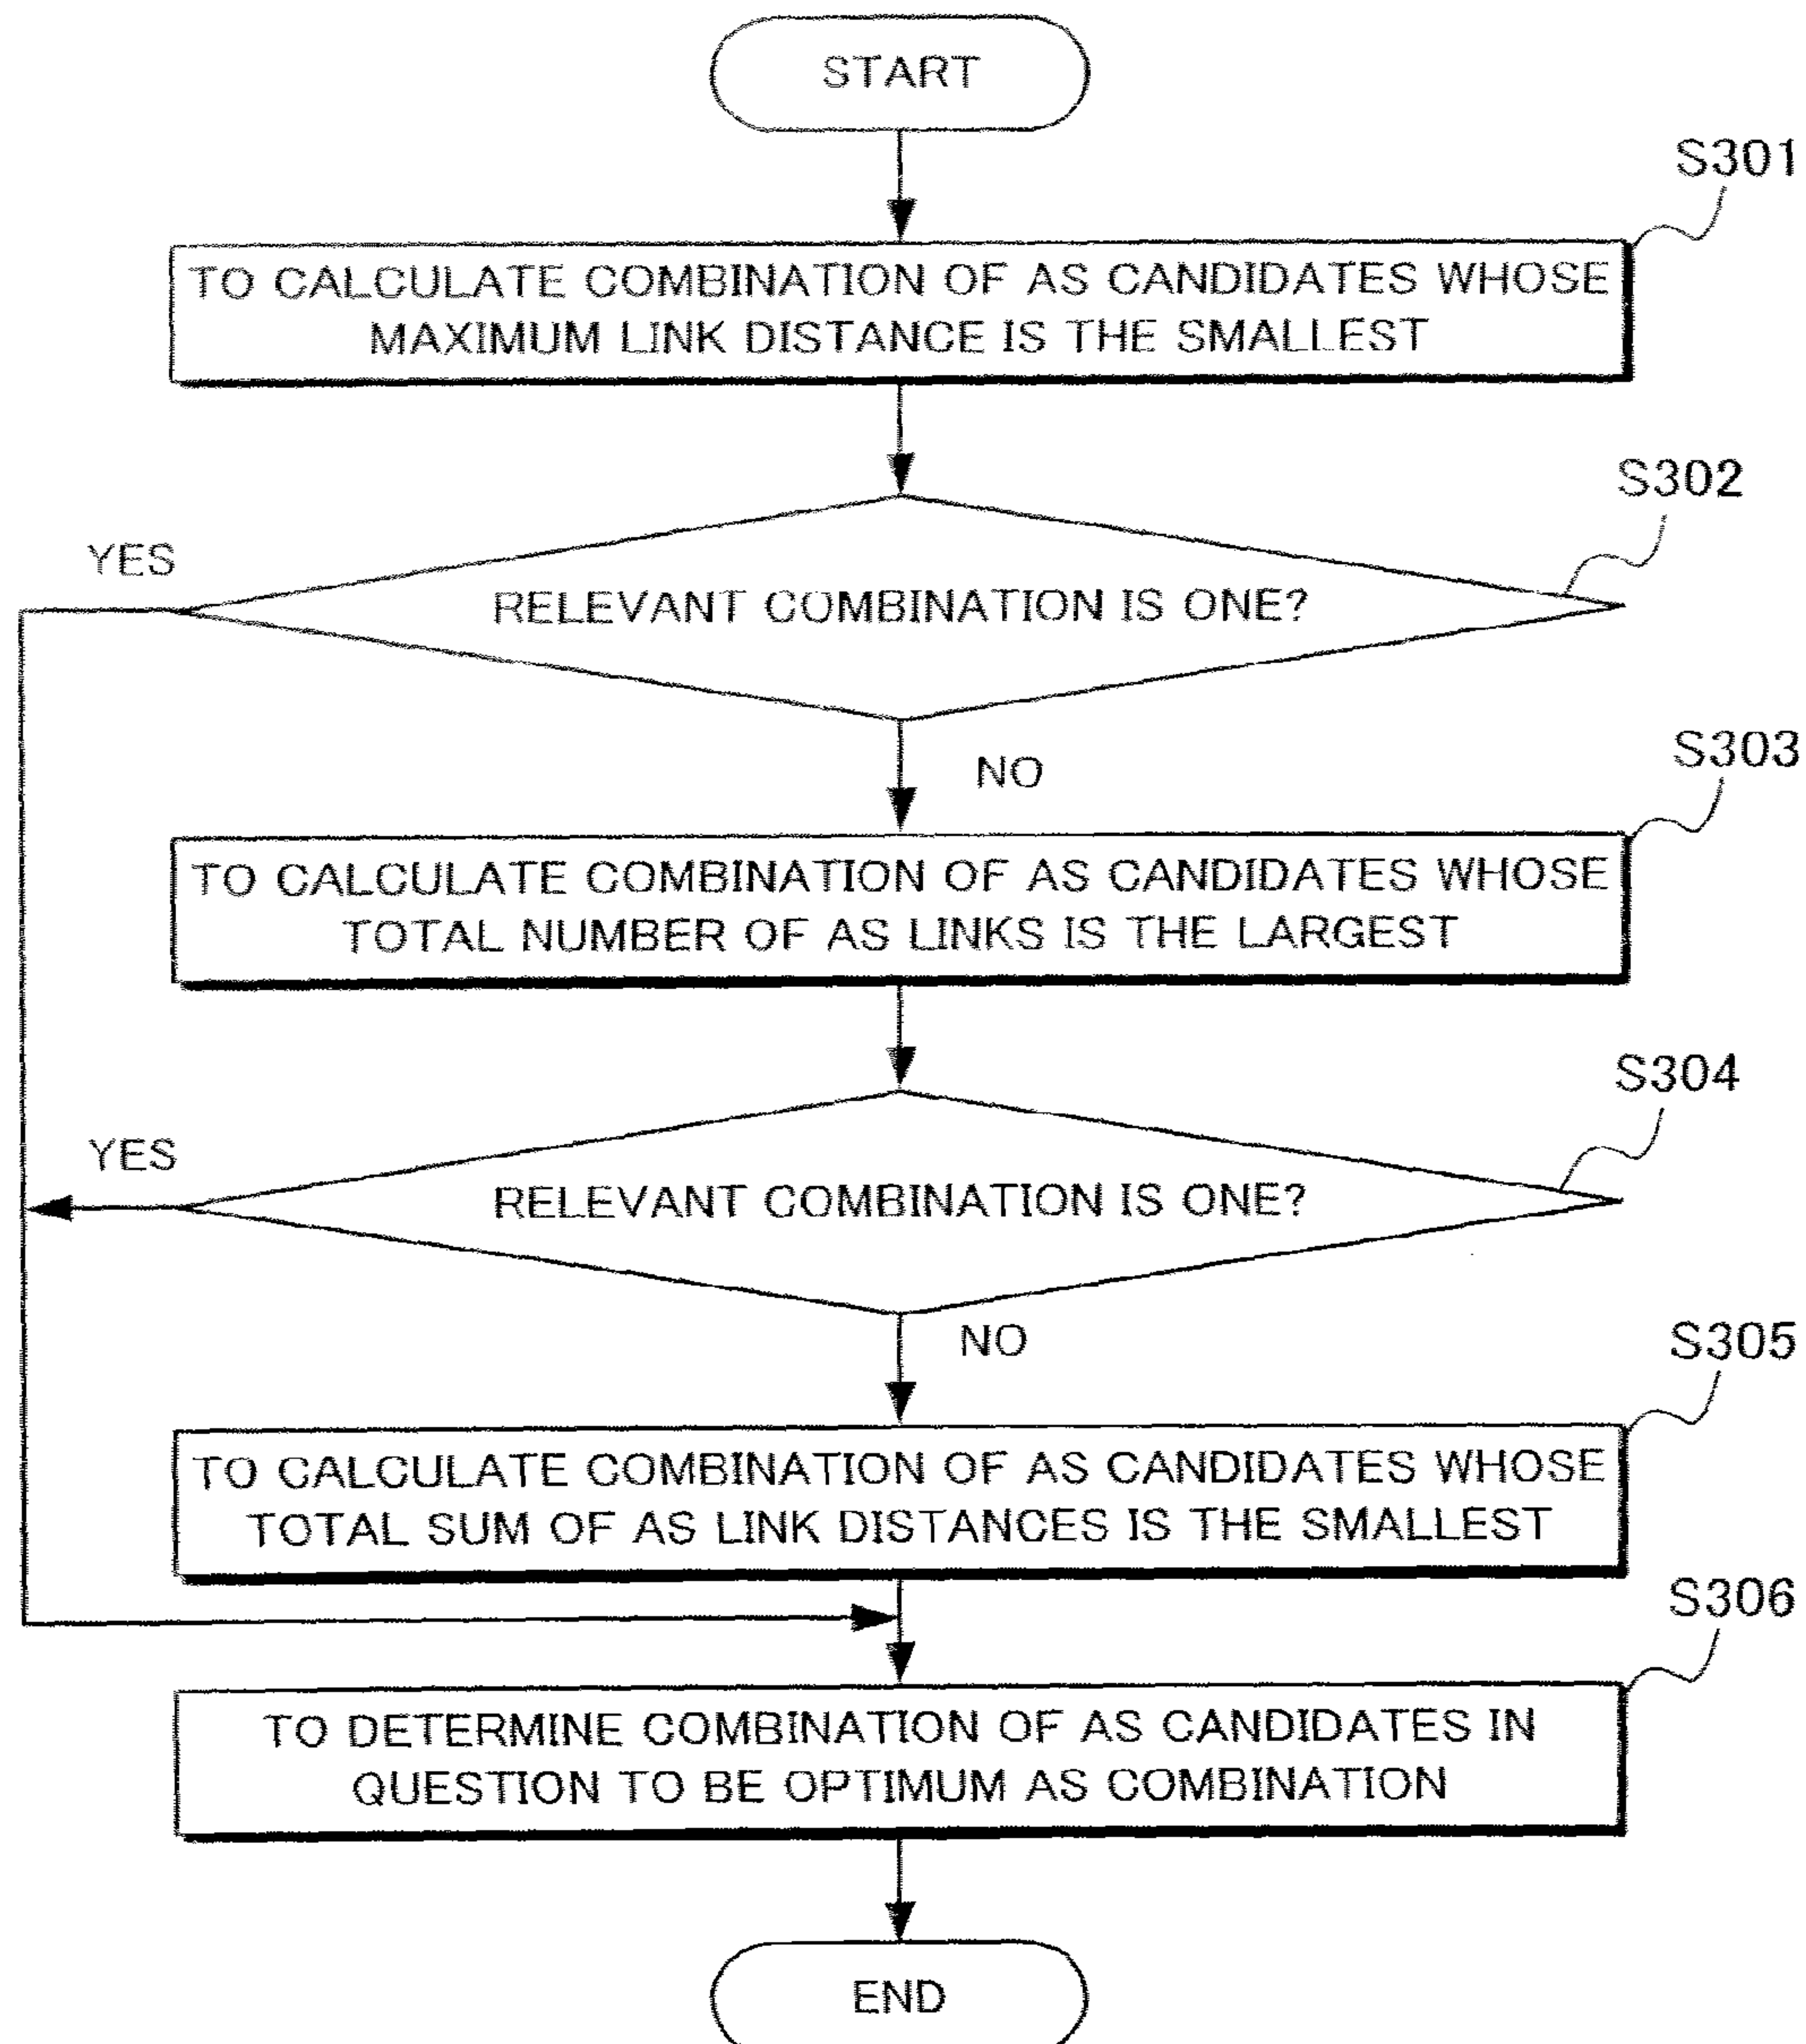 START
S301
TO CALCULATE COMBINATION OF AS CANDIDATES WHOSE
MAXIMUM LINK DISTANCE IS THE SMALLEST
S302
YES
RELEVANT COMBINATION IS ONE?
NO
S303
TO CALCULATE COMBINATION OF AS CANDIDATES WHOSE
TOTAL NUMBER OF AS LINKS IS THE LARGEST
S304
YES
RELEVANT COMBINATION IS ONE?
NO
S305
TO CALCULATE COMBINATION OF AS CANDIDATES WHOSE
TOTAL SUM OF AS LINK DISTANCES IS THE SMALLEST
S306
TO DETERMINE COMBINATION OF AS CANDIDATES IN
QUESTION TO BE OPTIMUM AS COMBINATION
END